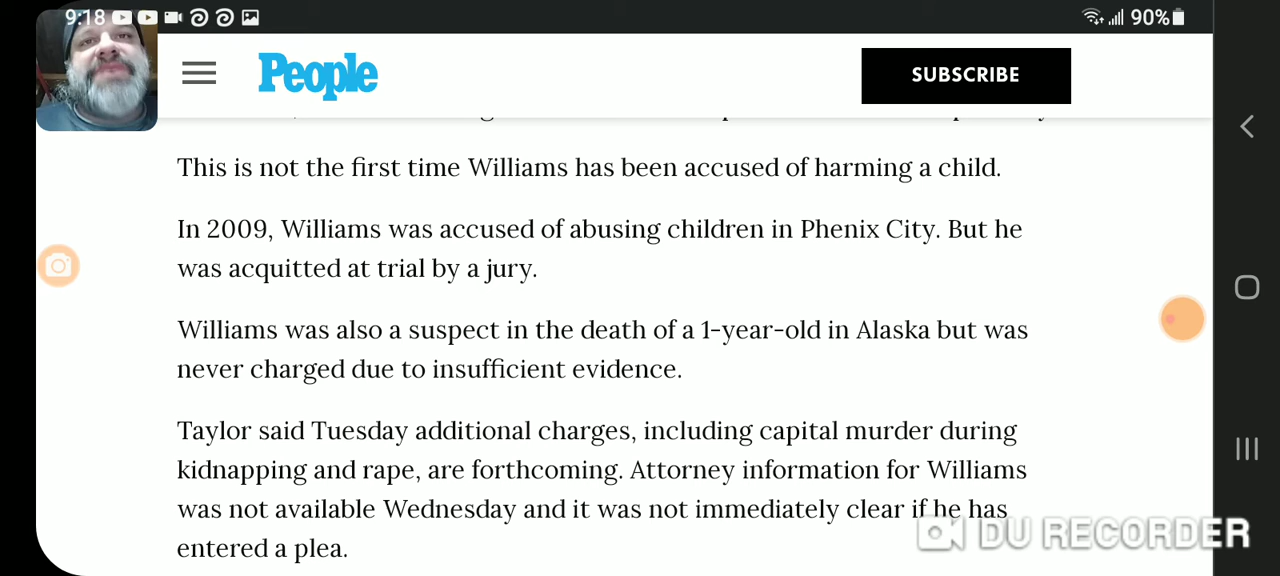 9:18 90%
People SUBSCRIBE
This is not the first time Williams has been accused of harming a child.
In 2009, Williams was accused of abusing children in Phenix City. But he
was acquitted at trial by a jury.
Williams was also a suspect in the death of a 1-year-old in Alaska but was
never charged due to insufficient evidence.
Taylor said Tuesday additional charges, including capital murder during
kidnapping and rape, are forthcoming. Attorney information for Williams
was not available Wednesday and it was not immediately clear if he has
entered a plea.
DU RECORDER